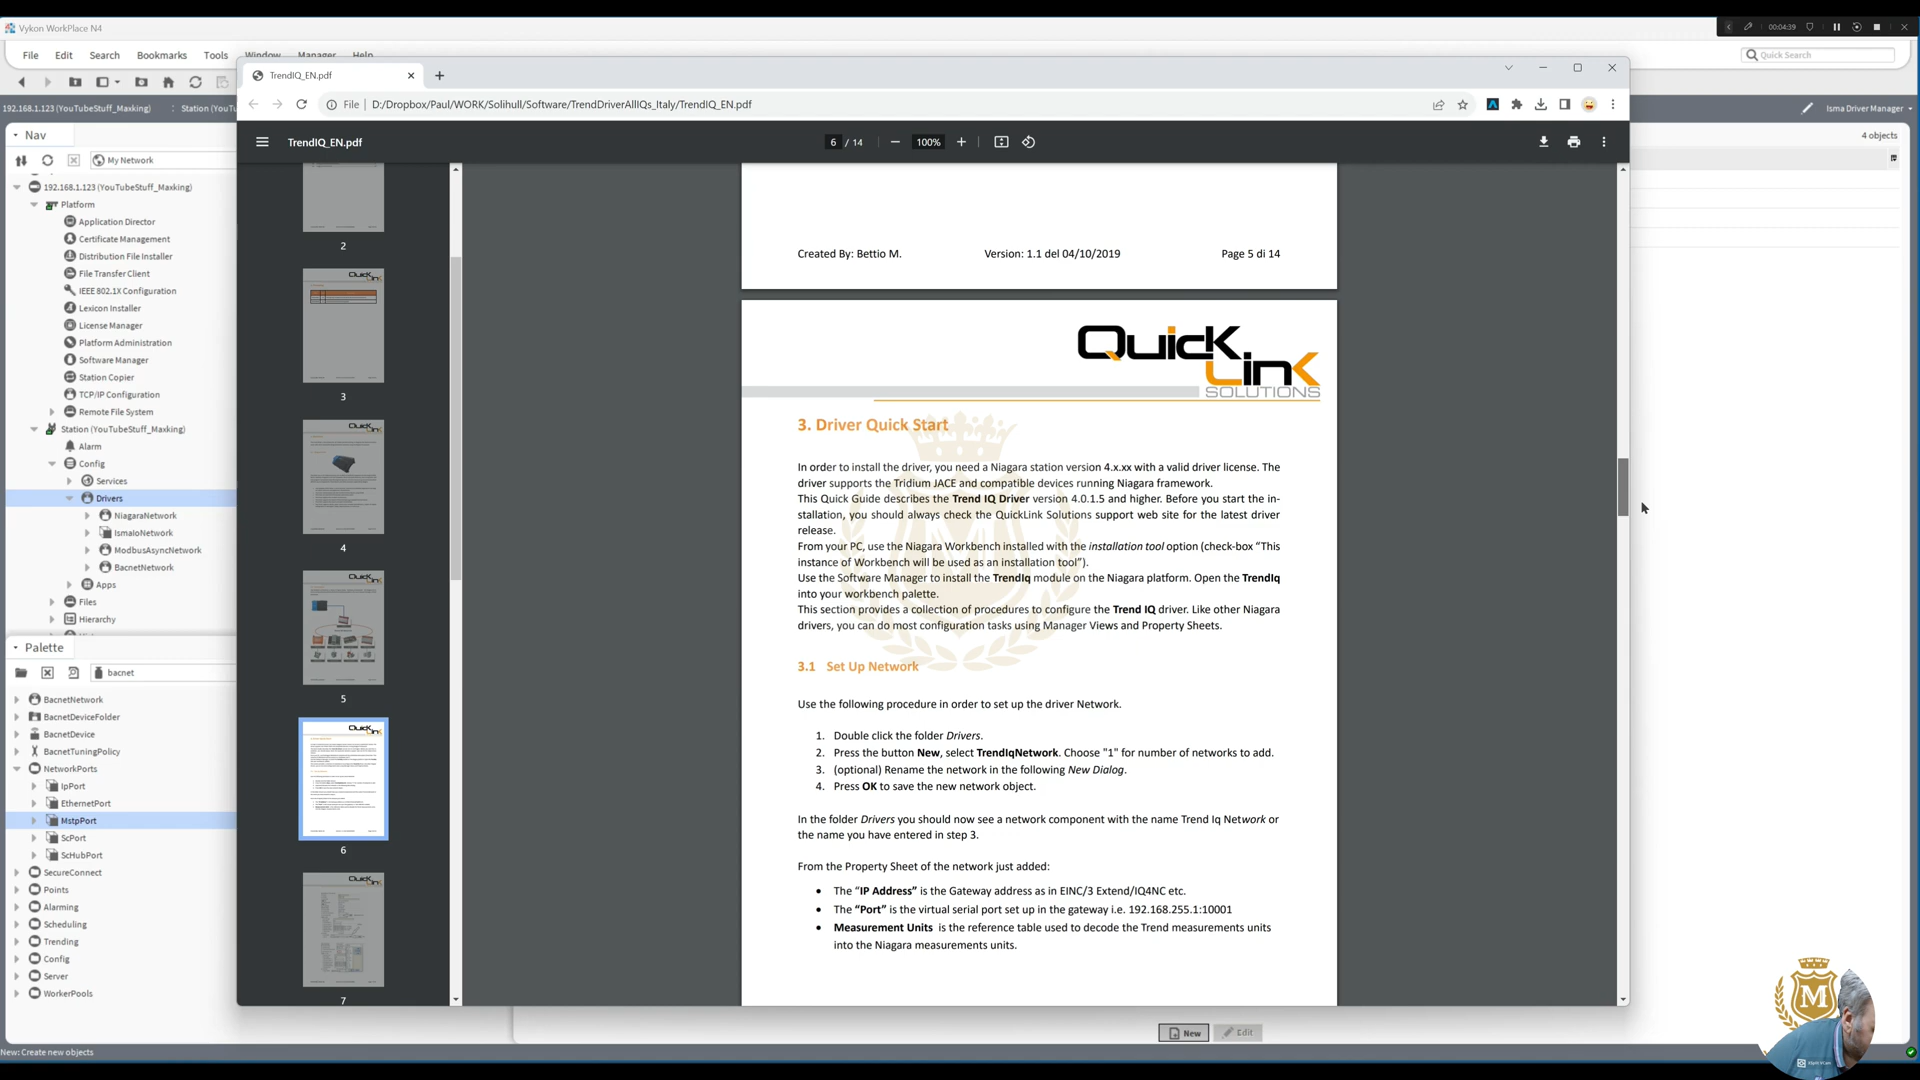 Vykon WorkPlace N4
00:04:39
File Edit Search Bookmarks Tools Window Manager Help
Quick Search
192.168.1.123 (YouTubeStuff_Maxking) : Station (YouTu
Isma Driver Manager
4 objects
Nav
My Network
192.168.1.123 (YouTubeStuff_Maxking)
Platform
Application Director
Certificate Management
Distribution File Installer
File Transfer Client
IEEE 802.1X Configuration
Lexicon Installer
License Manager
Platform Administration
Software Manager
Station Copier
TCP/IP Configuration
Remote File System
Station (YouTubeStuff_Maxking)
Alarm
Config
Services
Drivers
NiagaraNetwork
IsmaIoNetwork
ModbusAsyncNetwork
BacnetNetwork
Apps
Files
Hierarchy
Palette
bacnet
BacnetNetwork
BacnetDeviceFolder
BacnetDevice
BacnetTuningPolicy
NetworkPorts
IpPort
EthernetPort
MstpPort
ScPort
ScHubPort
SecureConnect
Points
Alarming
Scheduling
Trending
Config
Server
WorkerPools
New: Create new objects
TrendIQ_EN.pdf
File D:/Dropbox/Paul/WORK/Solihull/Software/TrendDriverAllIQs_Italy/TrendIQ_EN.pdf
TrendIQ_EN.pdf
6 / 14
100%
2
3
4
5
6
7
Created By: Bettio M. Version: 1.1 del 04/10/2019 Page 5 di 14
Quick
Link
SOLUTIONS
3. Driver Quick Start
In order to install the driver, you need a Niagara station version 4.x.xx with a valid driver license. The
driver supports the Tridium JACE and compatible devices running Niagara framework.
This Quick Guide describes the Trend IQ Driver version 4.0.1.5 and higher. Before you start the in-
stallation, you should always check the QuickLink Solutions support web site for the latest driver
release.
From your PC, use the Niagara Workbench installed with the installation tool option (check-box “This
instance of Workbench will be used as an installation tool”).
Use the Software Manager to install the TrendIq module on the Niagara platform. Open the TrendIq
into your workbench palette.
This section provides a collection of procedures to configure the Trend IQ driver. Like other Niagara
drivers, you can do most configuration tasks using Manager Views and Property Sheets.
3.1 Set Up Network
Use the following procedure in order to set up the driver Network.
1. Double click the folder Drivers.
2. Press the button New, select TrendIqNetwork. Choose "1" for number of networks to add.
3. (optional) Rename the network in the following New Dialog.
4. Press OK to save the new network object.
In the folder Drivers you should now see a network component with the name Trend Iq Network or
the name you have entered in step 3.
From the Property Sheet of the network just added:
• The “IP Address” is the Gateway address as in EINC/3 Extend/IQ4NC etc.
• The “Port” is the virtual serial port set up in the gateway i.e. 192.168.255.1:10001
• Measurement Units is the reference table used to decode the Trend measurements units
into the Niagara measurements units.
New Edit
M